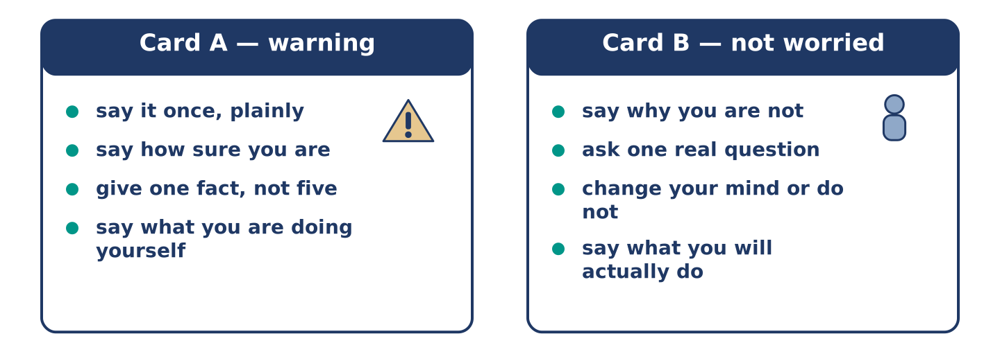 Card A — warning
say it once, plainly
say how sure you are
give one fact, not five
say what you are doing
yourself
Card B — not worried
say why you are not
ask one real question
change your mind or do
not
say what you will
actually do